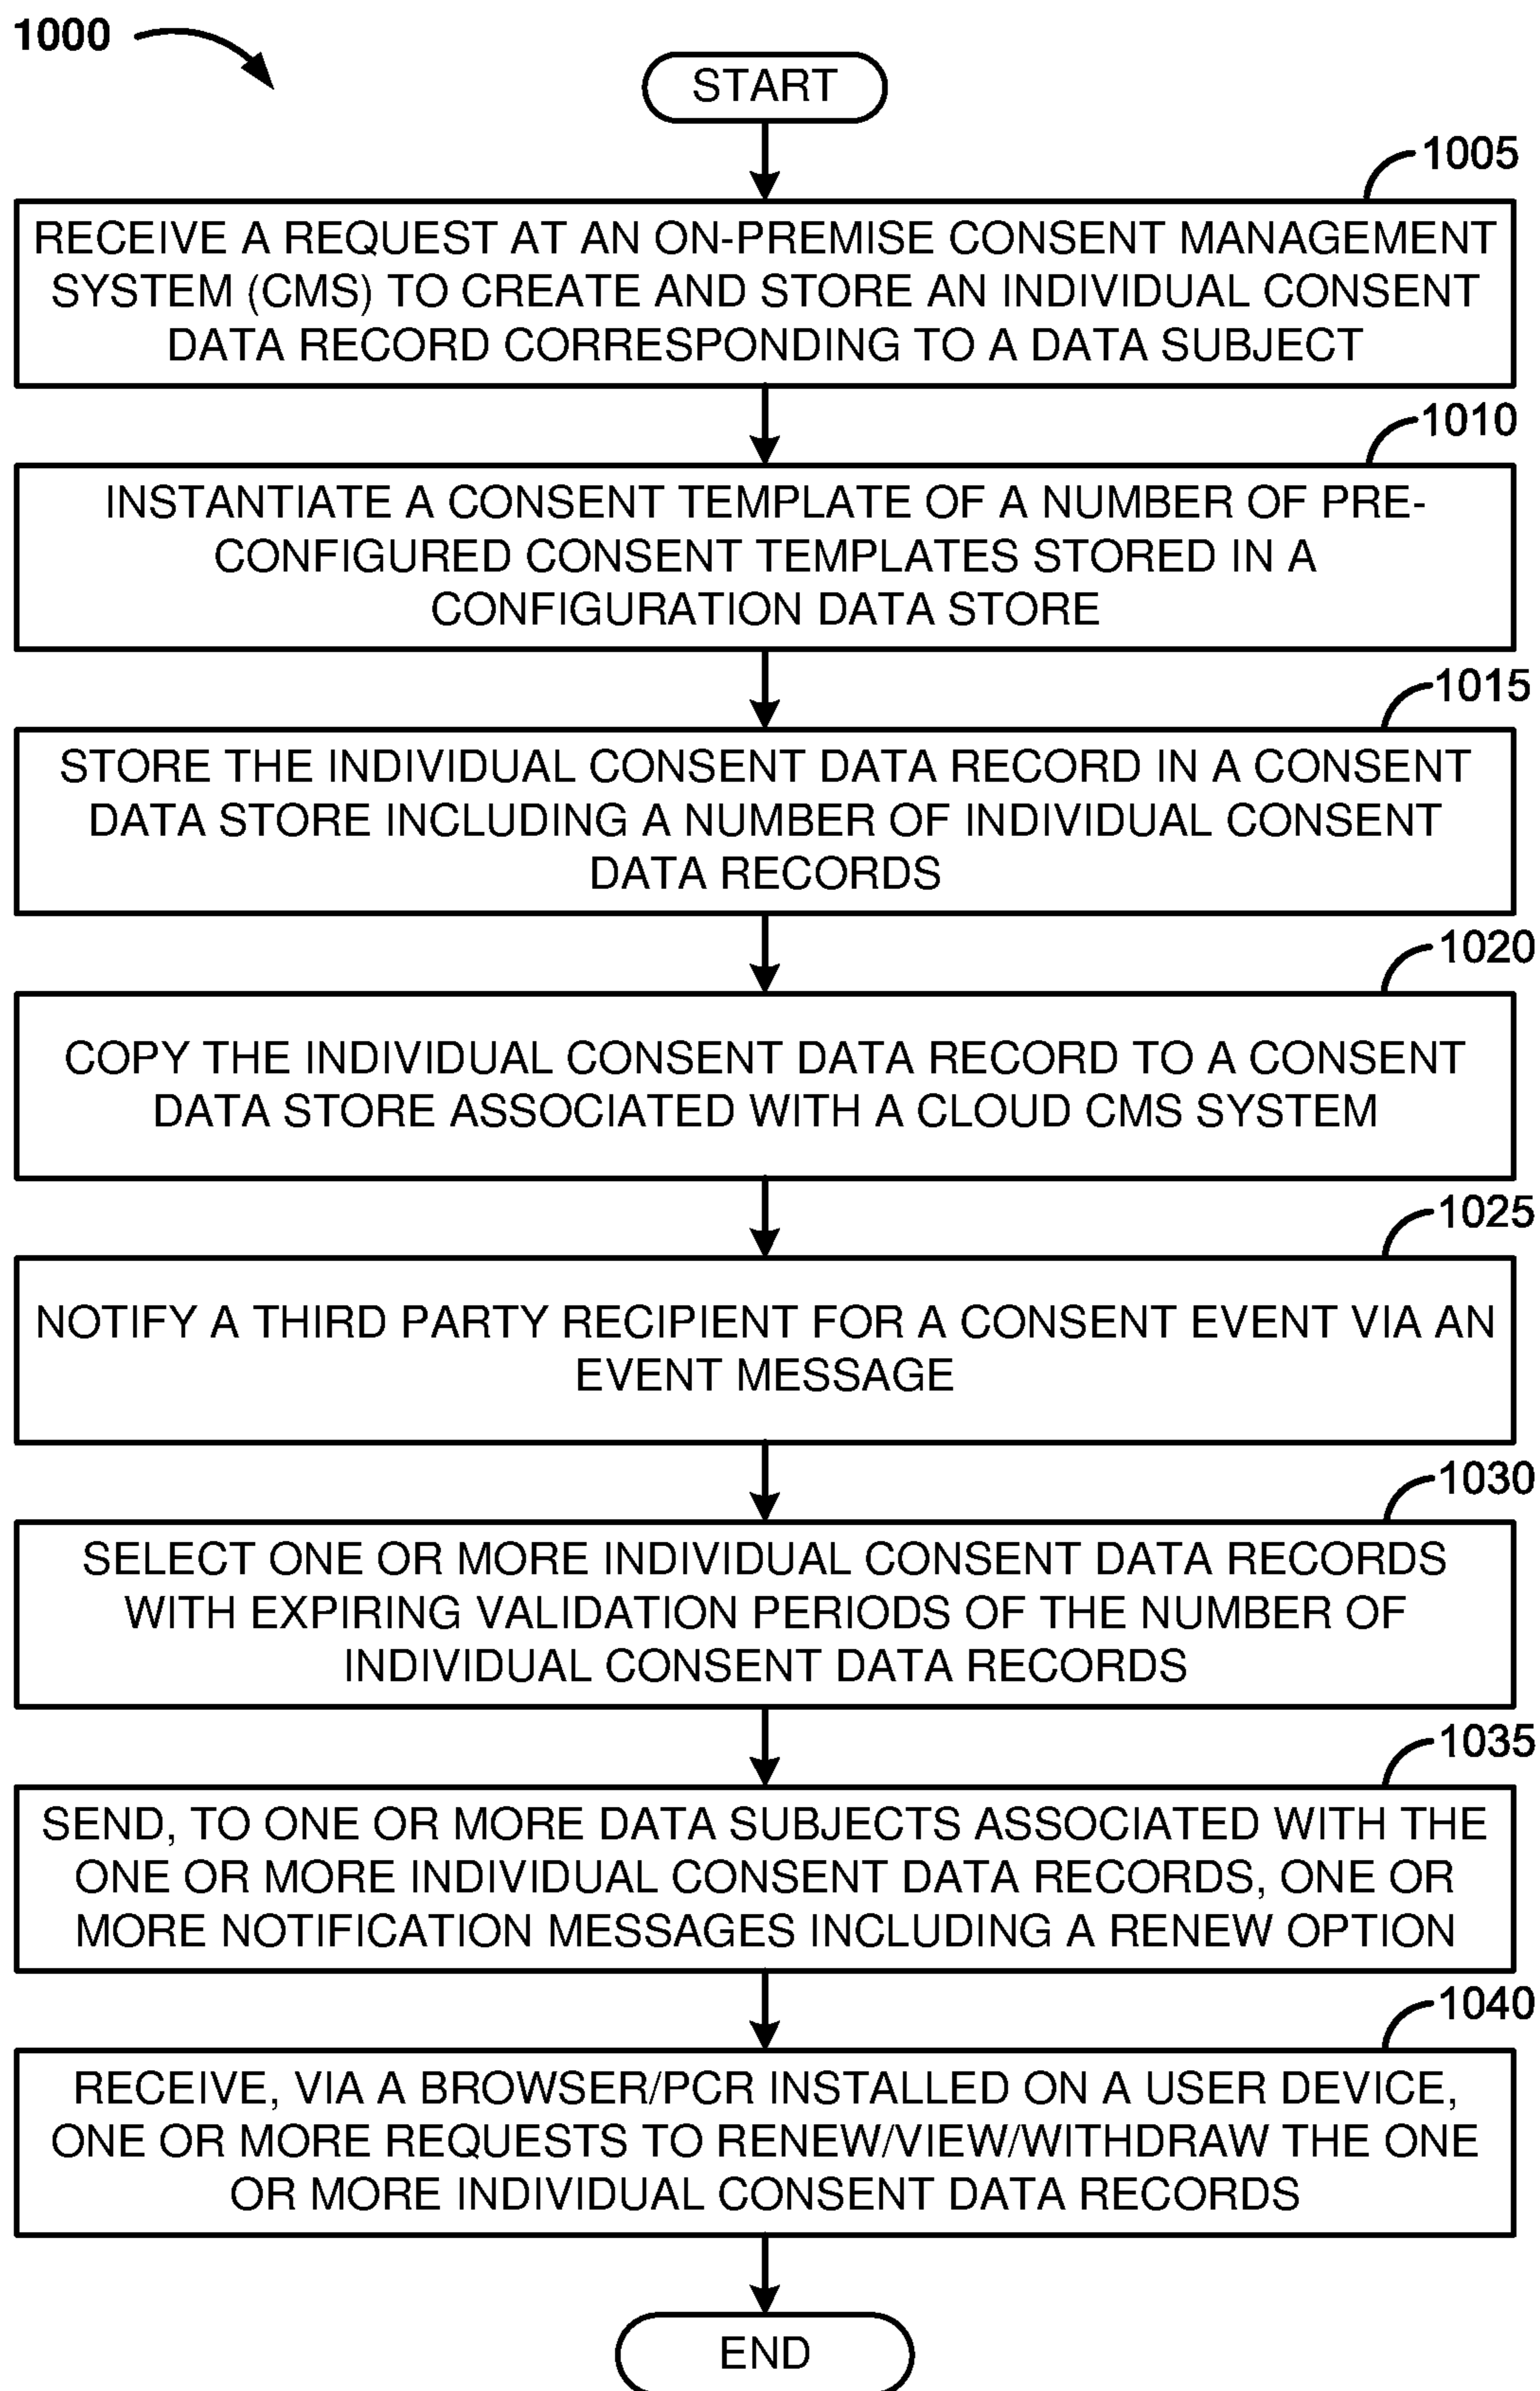 1000
START
1005
RECEIVE A REQUEST AT AN ON-PREMISE CONSENT MANAGEMENT
SYSTEM (CMS) TO CREATE AND STORE AN INDIVIDUAL CONSENT
DATA RECORD CORRESPONDING TO A DATA SUBJECT
1010
INSTANTIATE A CONSENT TEMPLATE OF A NUMBER OF PRE-
CONFIGURED CONSENT TEMPLATES STORED IN A
CONFIGURATION DATA STORE
1015
STORE THE INDIVIDUAL CONSENT DATA RECORD IN A CONSENT
DATA STORE INCLUDING A NUMBER OF INDIVIDUAL CONSENT
DATA RECORDS
1020
COPY THE INDIVIDUAL CONSENT DATA RECORD TO A CONSENT
DATA STORE ASSOCIATED WITH A CLOUD CMS SYSTEM
1025
NOTIFY A THIRD PARTY RECIPIENT FOR A CONSENT EVENT VIA AN
EVENT MESSAGE
1030
SELECT ONE OR MORE INDIVIDUAL CONSENT DATA RECORDS
WITH EXPIRING VALIDATION PERIODS OF THE NUMBER OF
INDIVIDUAL CONSENT DATA RECORDS
1035
SEND, TO ONE OR MORE DATA SUBJECTS ASSOCIATED WITH THE
ONE OR MORE INDIVIDUAL CONSENT DATA RECORDS, ONE OR
MORE NOTIFICATION MESSAGES INCLUDING A RENEW OPTION
1040
RECEIVE, VIA A BROWSER/PCR INSTALLED ON A USER DEVICE,
ONE OR MORE REQUESTS TO RENEW/VIEW/WITHDRAW THE ONE
OR MORE INDIVIDUAL CONSENT DATA RECORDS
END